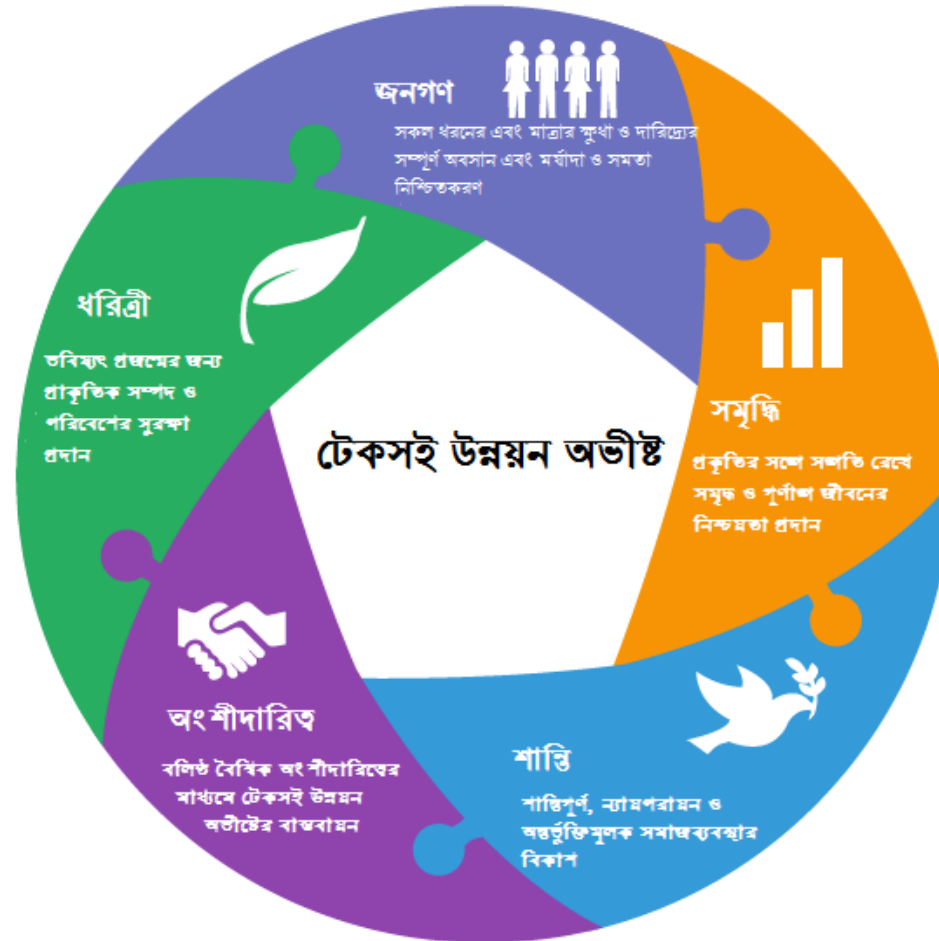 জনগণ
সকল ধরনের এবং মাত্রার ক্ষুধা ও দারিদ্র্যের
সম্পূর্ণ অবসান এবং মর্যাদা ও সমতা
নিশ্চিতকরণ
সমৃদ্ধি
প্রকৃতির সঙ্গে সঙ্গতি রেখে
সমৃদ্ধ ও পূর্ণাঙ্গ জীবনের
নিশ্চয়তা প্রদান
শান্তি
শান্তিপূর্ণ, ন্যায়পরায়ন ও
অন্তর্ভুক্তিমূলক সমাজব্যবস্থার
বিকাশ
অংশীদারিত্ব
বলিষ্ঠ বৈশ্বিক অংশীদারিত্বের
মাধ্যমে টেকসই উন্নয়ন
অভীষ্টের বাস্তবায়ন
ধরিত্রী
ভবিষ্যৎ প্রজন্মের জন্য
প্রাকৃতিক সম্পদ ও
পরিবেশের সুরক্ষা
প্রদান
টেকসই উন্নয়ন অভীষ্ট